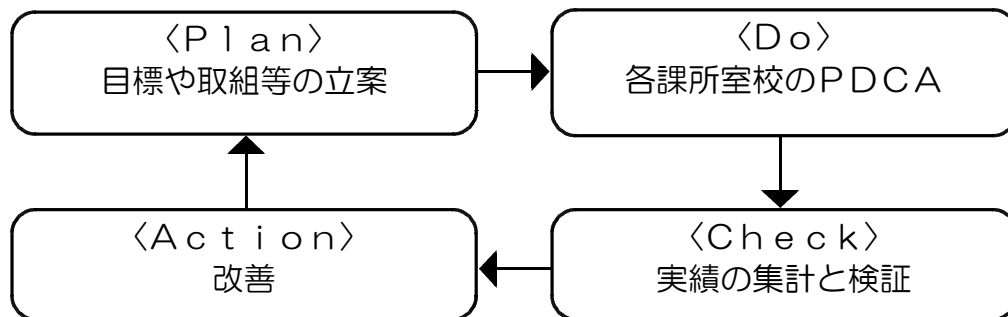 〈Ｐｌａｎ〉
目標や取組等の立案
〈Ｄｏ〉
各課所室校のＰＤＣＡ
〈Ａｃｔｉｏｎ〉
改善
〈Ｃｈｅｃｋ〉
実績の集計と検証